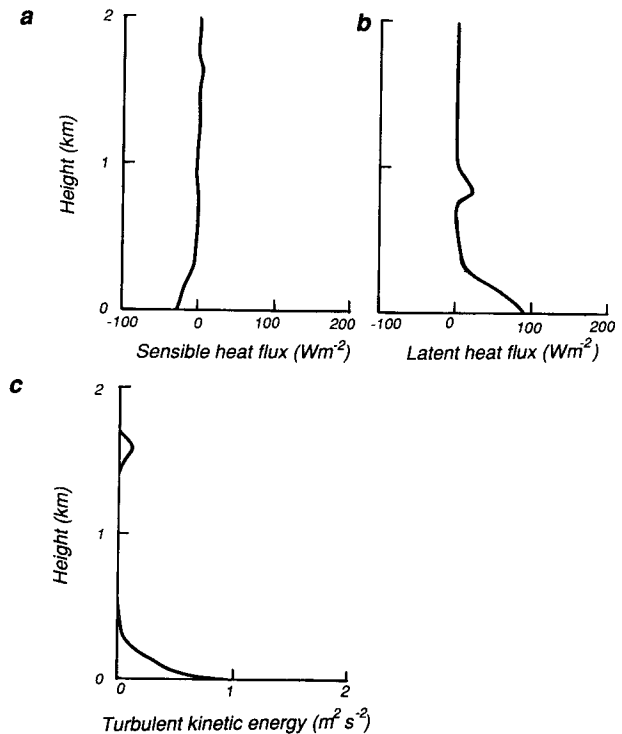 a
2
1
0
Height (km)
-100 0 100 200
Sensible heat flux (Wm-2)
b
-100 0 100 200
Latent heat flux (Wm-2)
c
2
1
0
Height (km)
0 1 2
Turbulent kinetic energy (m2 s-2)